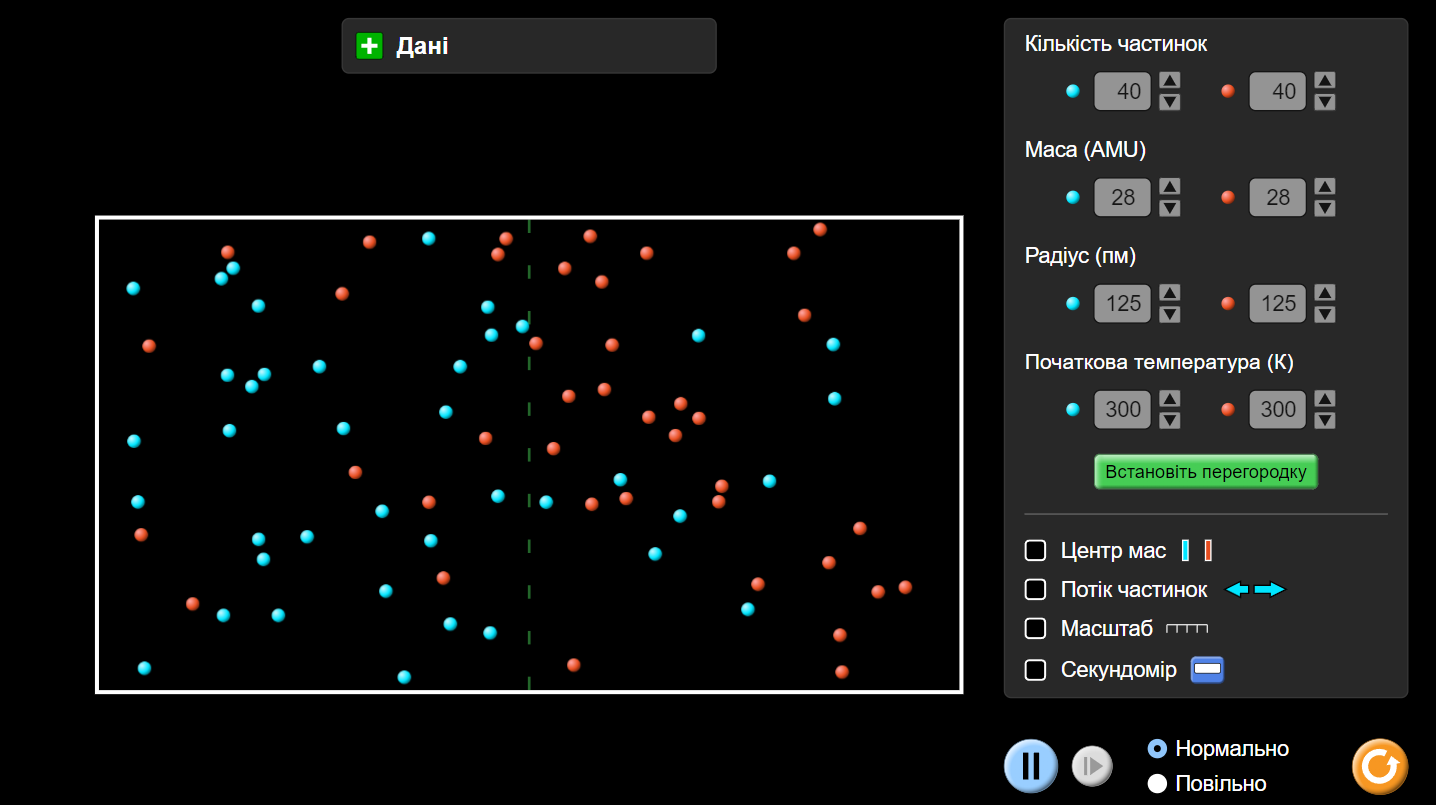 Дані
Кількість частинок
40 40
Маса (AMU)
28 28
Радіус (пм)
125 125
Початкова температура (K)
300 300
Встановіть перегородку
Центр мас
Потік частинок
Масштаб
Секундомір
Нормально
Повільно